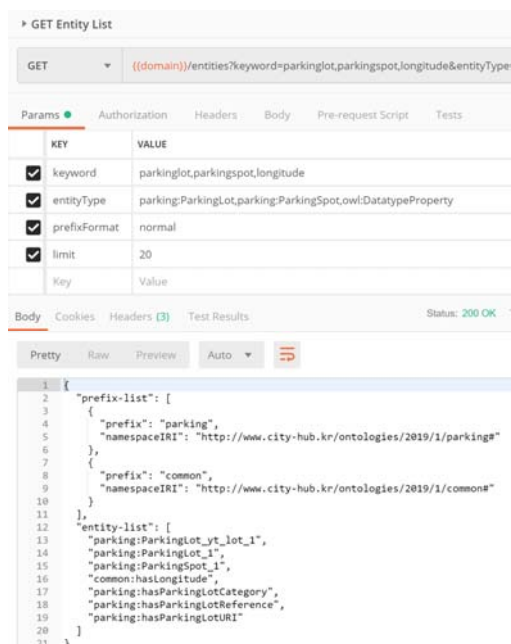 GET Entity List
GET {{domain}}/entities?keyword=parkinglot,parkingspot,longitude&entityType=
Params Authorization Headers Body Pre-request Script Tests
KEY VALUE
keyword parkinglot,parkingspot,longitude
entityType parking:ParkingLot,parking:ParkingSpot,owl:DatatypeProperty
prefixFormat normal
limit 20
Key Value
Body Cookies Headers (3) Test Results Status: 200 OK
Pretty Raw Preview Auto
1 {
2 "prefix-list": [
3 {
4 "prefix": "parking",
5 "namespaceIRI": "http://www.city-hub.kr/ontologies/2019/1/parking#"
6 },
7 {
8 "prefix": "common",
9 "namespaceIRI": "http://www.city-hub.kr/ontologies/2019/1/common#"
10 }
11 ],
12 "entity-list": [
13 "parking:ParkingLot_yt_lot_1",
14 "parking:ParkingLot_1",
15 "parking:ParkingSpot_1",
16 "common:hasLongitude",
17 "parking:hasParkingLotCategory",
18 "parking:hasParkingLotReference",
19 "parking:hasParkingLotURI"
20 ]
21 }